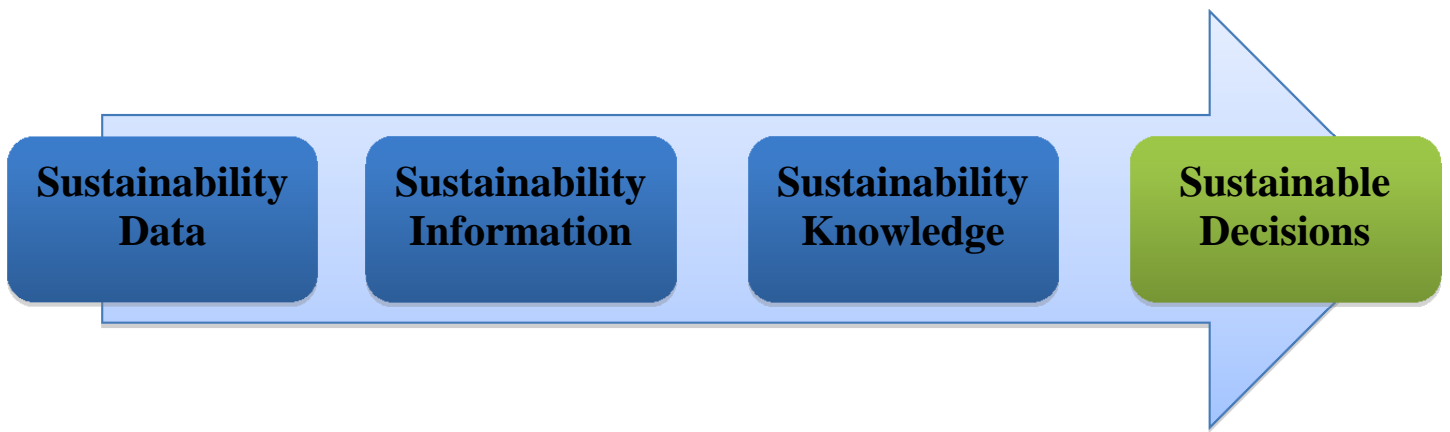 Sustainability
Data
Sustainability
Information
Sustainability
Knowledge
Sustainable
Decisions